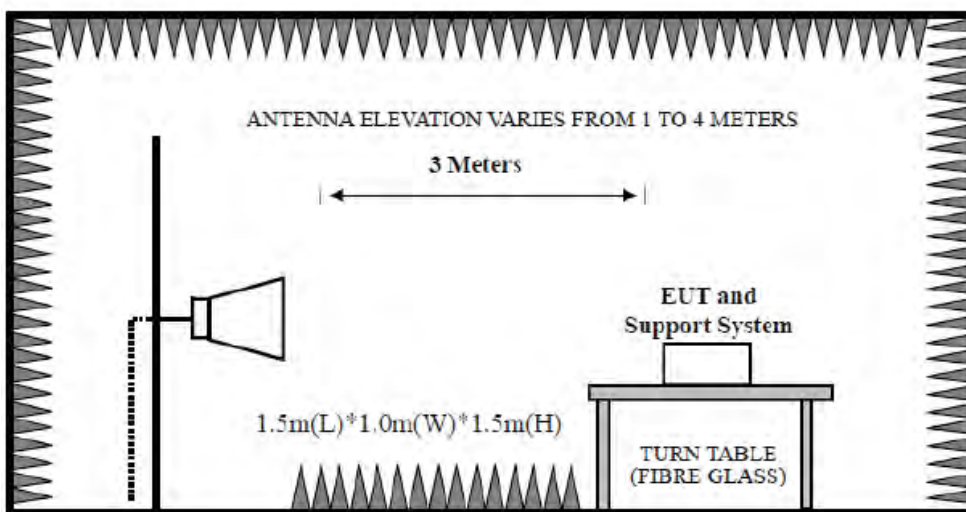 ANTENNA ELEVATION VARIES FROM 1 TO 4 METERS
3 Meters
EUT and
Support System
1.5m(L)*1.0m(W)*1.5m(H)
TURN TABLE
(FIBRE GLASS)